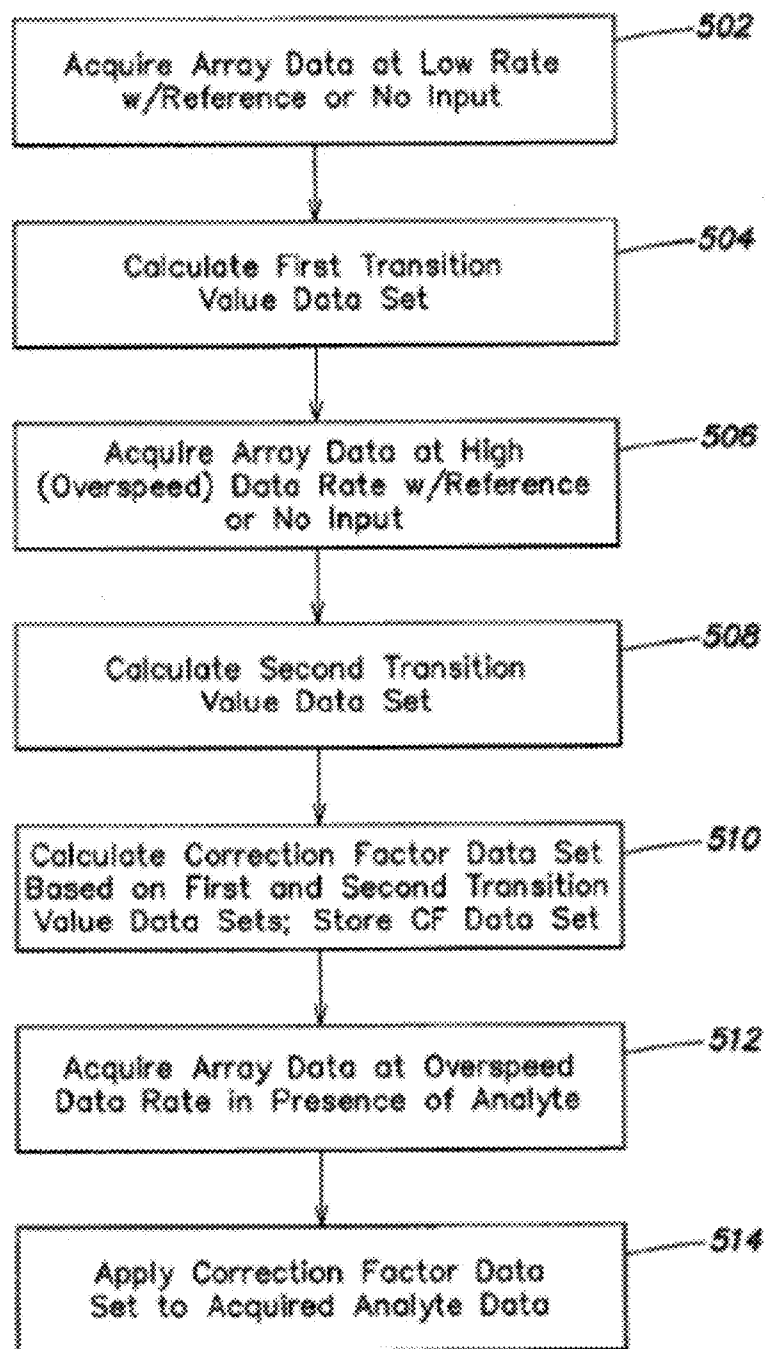 502
Acquire Array Data at Low Rate
w/Reference or No Input
504
Calculate First Transition
Value Data Set
506
Acquire Array Data at High
(Overspeed) Data Rate w/Reference
or No Input
508
Calculate Second Transition
Value Data Set
510
Calculate Correction Factor Data Set
Based on First and Second Transition
Value Data Sets; Store CF Data Set
512
Acquire Array Data at Overspeed
Data Rate in Presence of Analyte
514
Apply Correction Factor Data
Set to Acquired Analyte Data